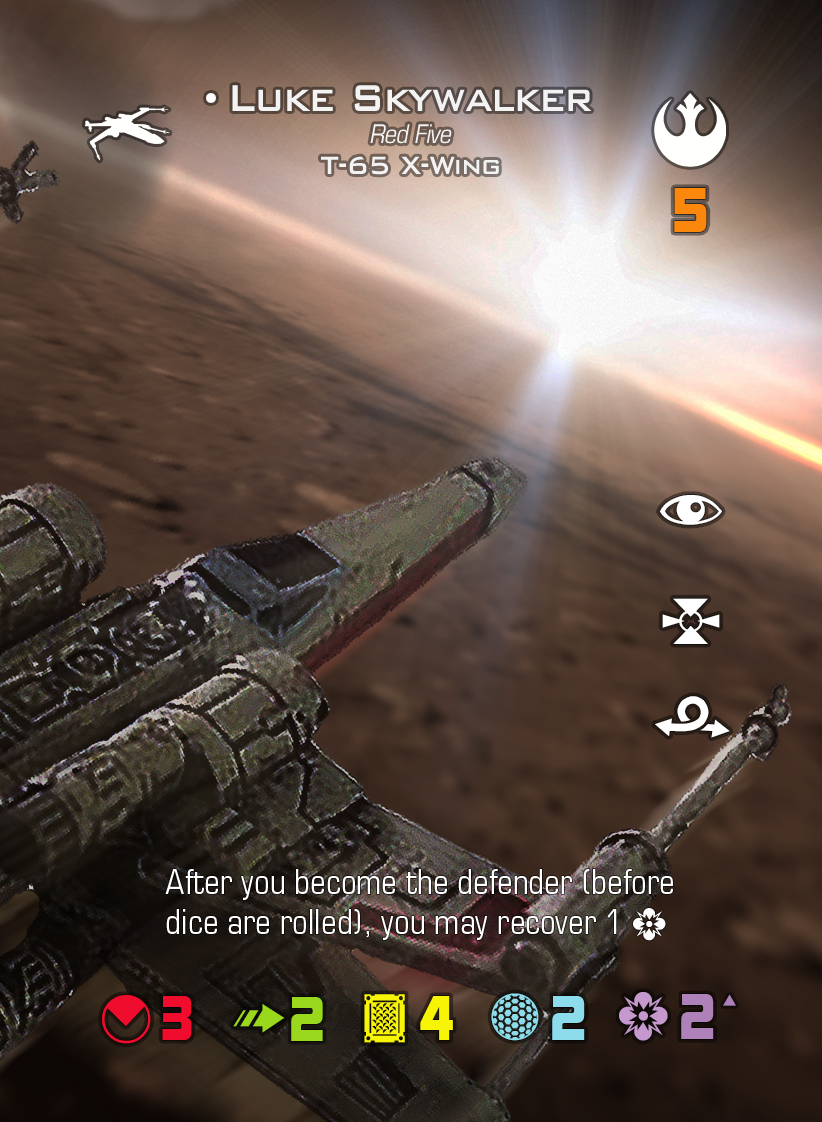 • Luke Skywalker
Red Five
T-65 X-Wing
5
After you become the defender (before
dice are rolled), you may recover 1
3 2 4 2 2